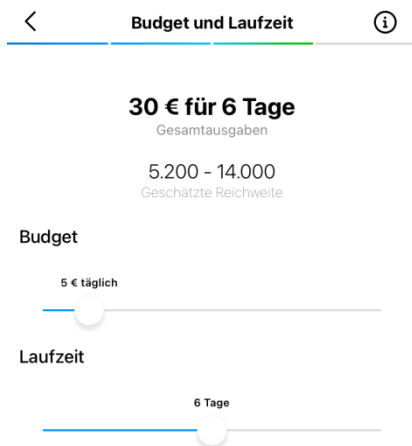 Budget und Laufzeit
30 € für 6 Tage
Gesamtausgaben
5.200 - 14.000
Geschätzte Reichweite
Budget
5 € täglich
Laufzeit
6 Tage